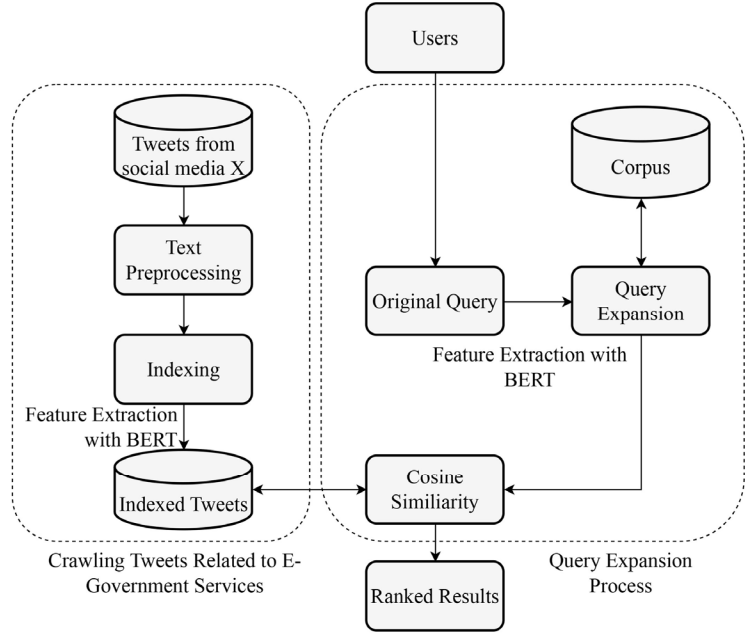 Users
Tweets from
social media X
Corpus
Text
Preprocessing
Original Query
Query
Expansion
Indexing
Feature Extraction with
BERT
Feature Extraction
with BERT
Indexed Tweets
Cosine
Similiarity
Crawling Tweets Related to E-
Government Services
Query Expansion
Process
Ranked Results